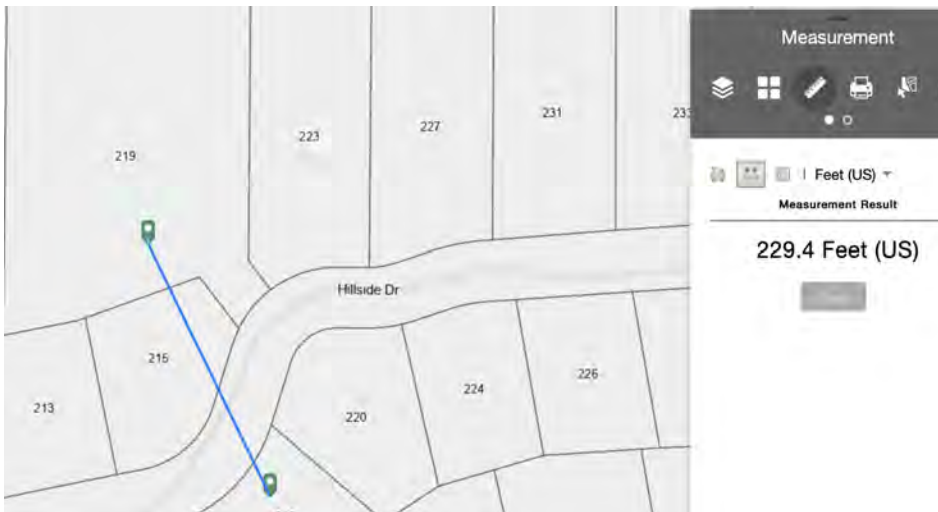 Measurement
219
223
227
231
233
Feet (US)
Measurement Result
229.4 Feet (US)
Hillside Dr
215
213
220
224
226